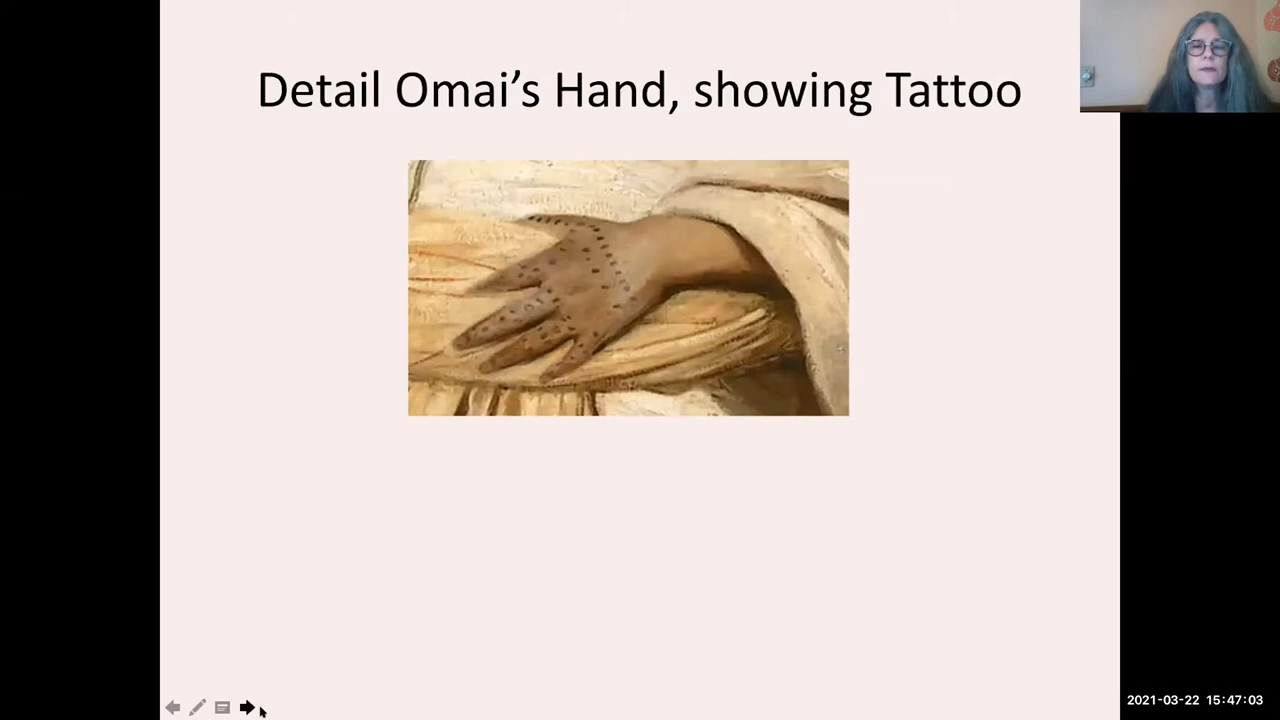 Detail Omai’s Hand, showing Tattoo
2021-03-22 15:47:03